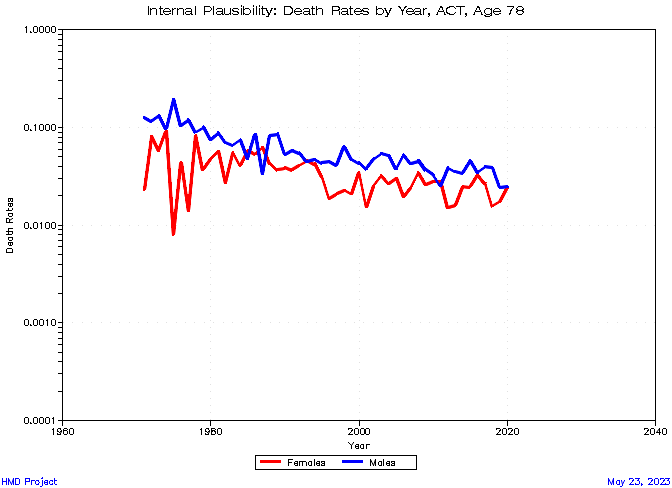 Internal Plausibility: Death Rates by Year, ACT, Age 78
1.0000
0.1000
0.0100
0.0010
0.0001
Death Rates
1960 1980 2000 2020 2040
Year
Females Males
HMD Project May 23, 2023